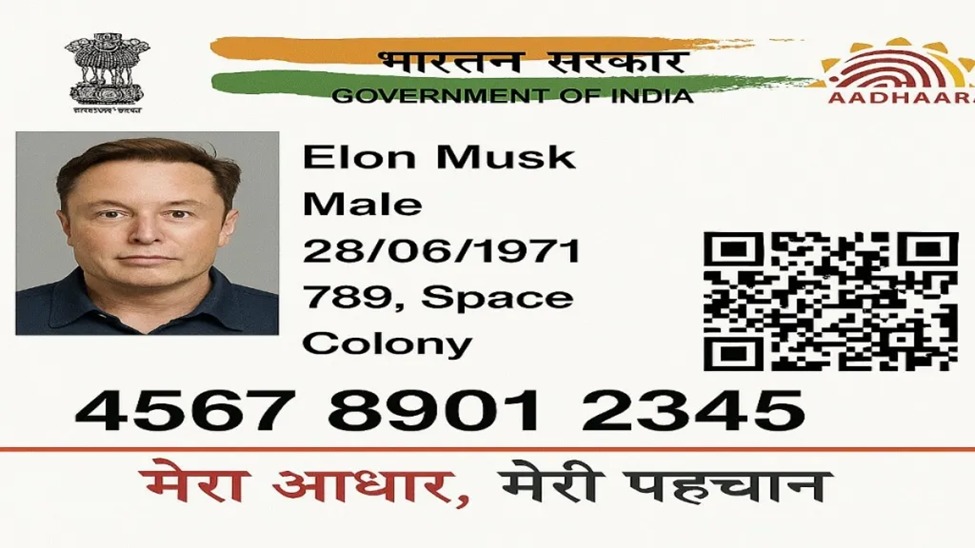 भारतन सरकार
GOVERNMENT OF INDIA
AADHAAR
Elon Musk
Male
28/06/1971
789, Space
Colony
4567 8901 2345
मेरा आधार, मेरी पहचान